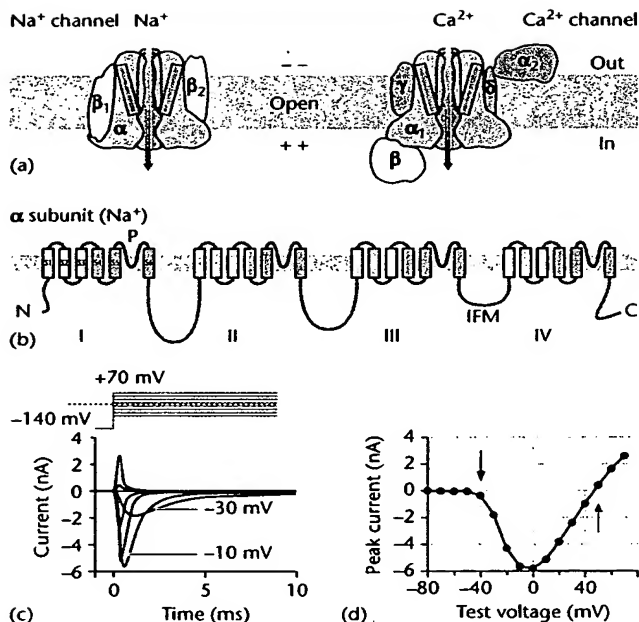 Na⁺ channel Na⁺ Ca²⁺ Ca²⁺ channel
– – α₂ Out
β₁ β₂ γ δ
Open
α α₁
+ + In
β
(a)
α subunit (Na⁺)
P
N IFM C
(b) I II III IV
+70 mV
−140 mV
Current (nA)
4
2
0
−2
−4
−6
−30 mV
−10 mV
0 5 10
(c) Time (ms)
Peak current (nA)
4
2
0
−2
−4
−6
−80 −40 0 40 80
(d) Test voltage (mV)